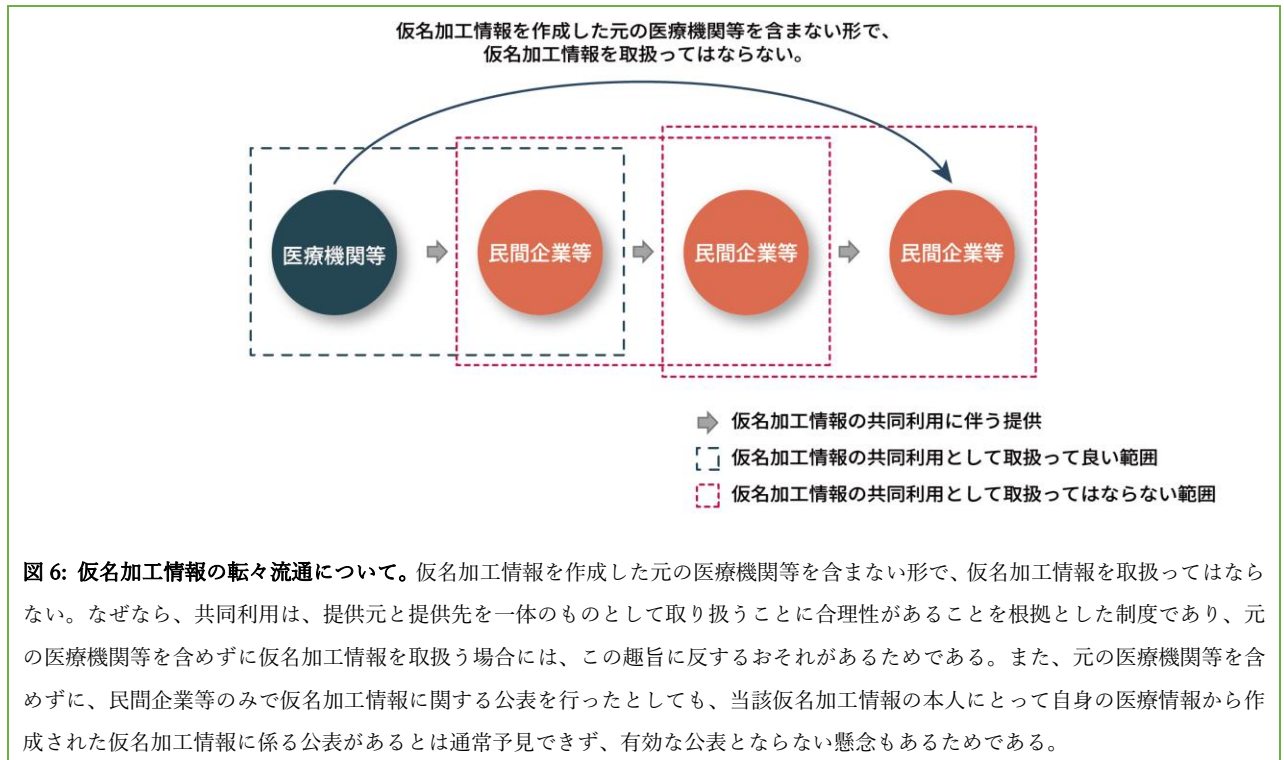 仮名加工情報を作成した元の医療機関等を含まない形で、
仮名加工情報を取扱ってはならない。
医療機関等
民間企業等
民間企業等
民間企業等
仮名加工情報の共同利用に伴う提供
仮名加工情報の共同利用として取扱って良い範囲
仮名加工情報の共同利用として取扱ってはならない範囲
図 6: 仮名加工情報の転々流通について。仮名加工情報を作成した元の医療機関等を含まない形で、仮名加工情報を取扱ってはなら
ない。なぜなら、共同利用は、提供元と提供先を一体のものとして取り扱うことに合理性があることを根拠とした制度であり、元
の医療機関等を含めずに仮名加工情報を取扱う場合には、この趣旨に反するおそれがあるためである。また、元の医療機関等を含
めずに、民間企業等のみで仮名加工情報に関する公表を行ったとしても、当該仮名加工情報の本人にとって自身の医療情報から作
成された仮名加工情報に係る公表があるとは通常予見できず、有効な公表とならない懸念もあるためである。